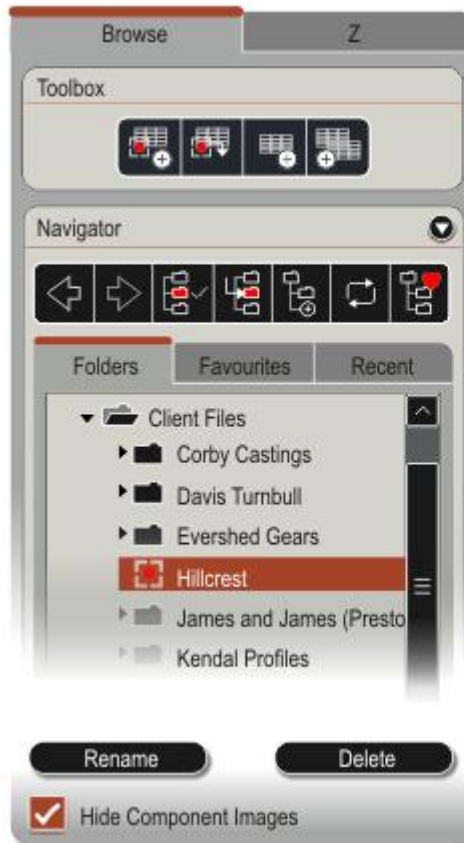 Browse Z
Toolbox
Navigator
Folders Favourites Recent
Client Files
Corby Castings
Davis Turnbull
Evershed Gears
Hillcrest
James and James (Presto
Kendal Profiles
Rename Delete
Hide Component Images